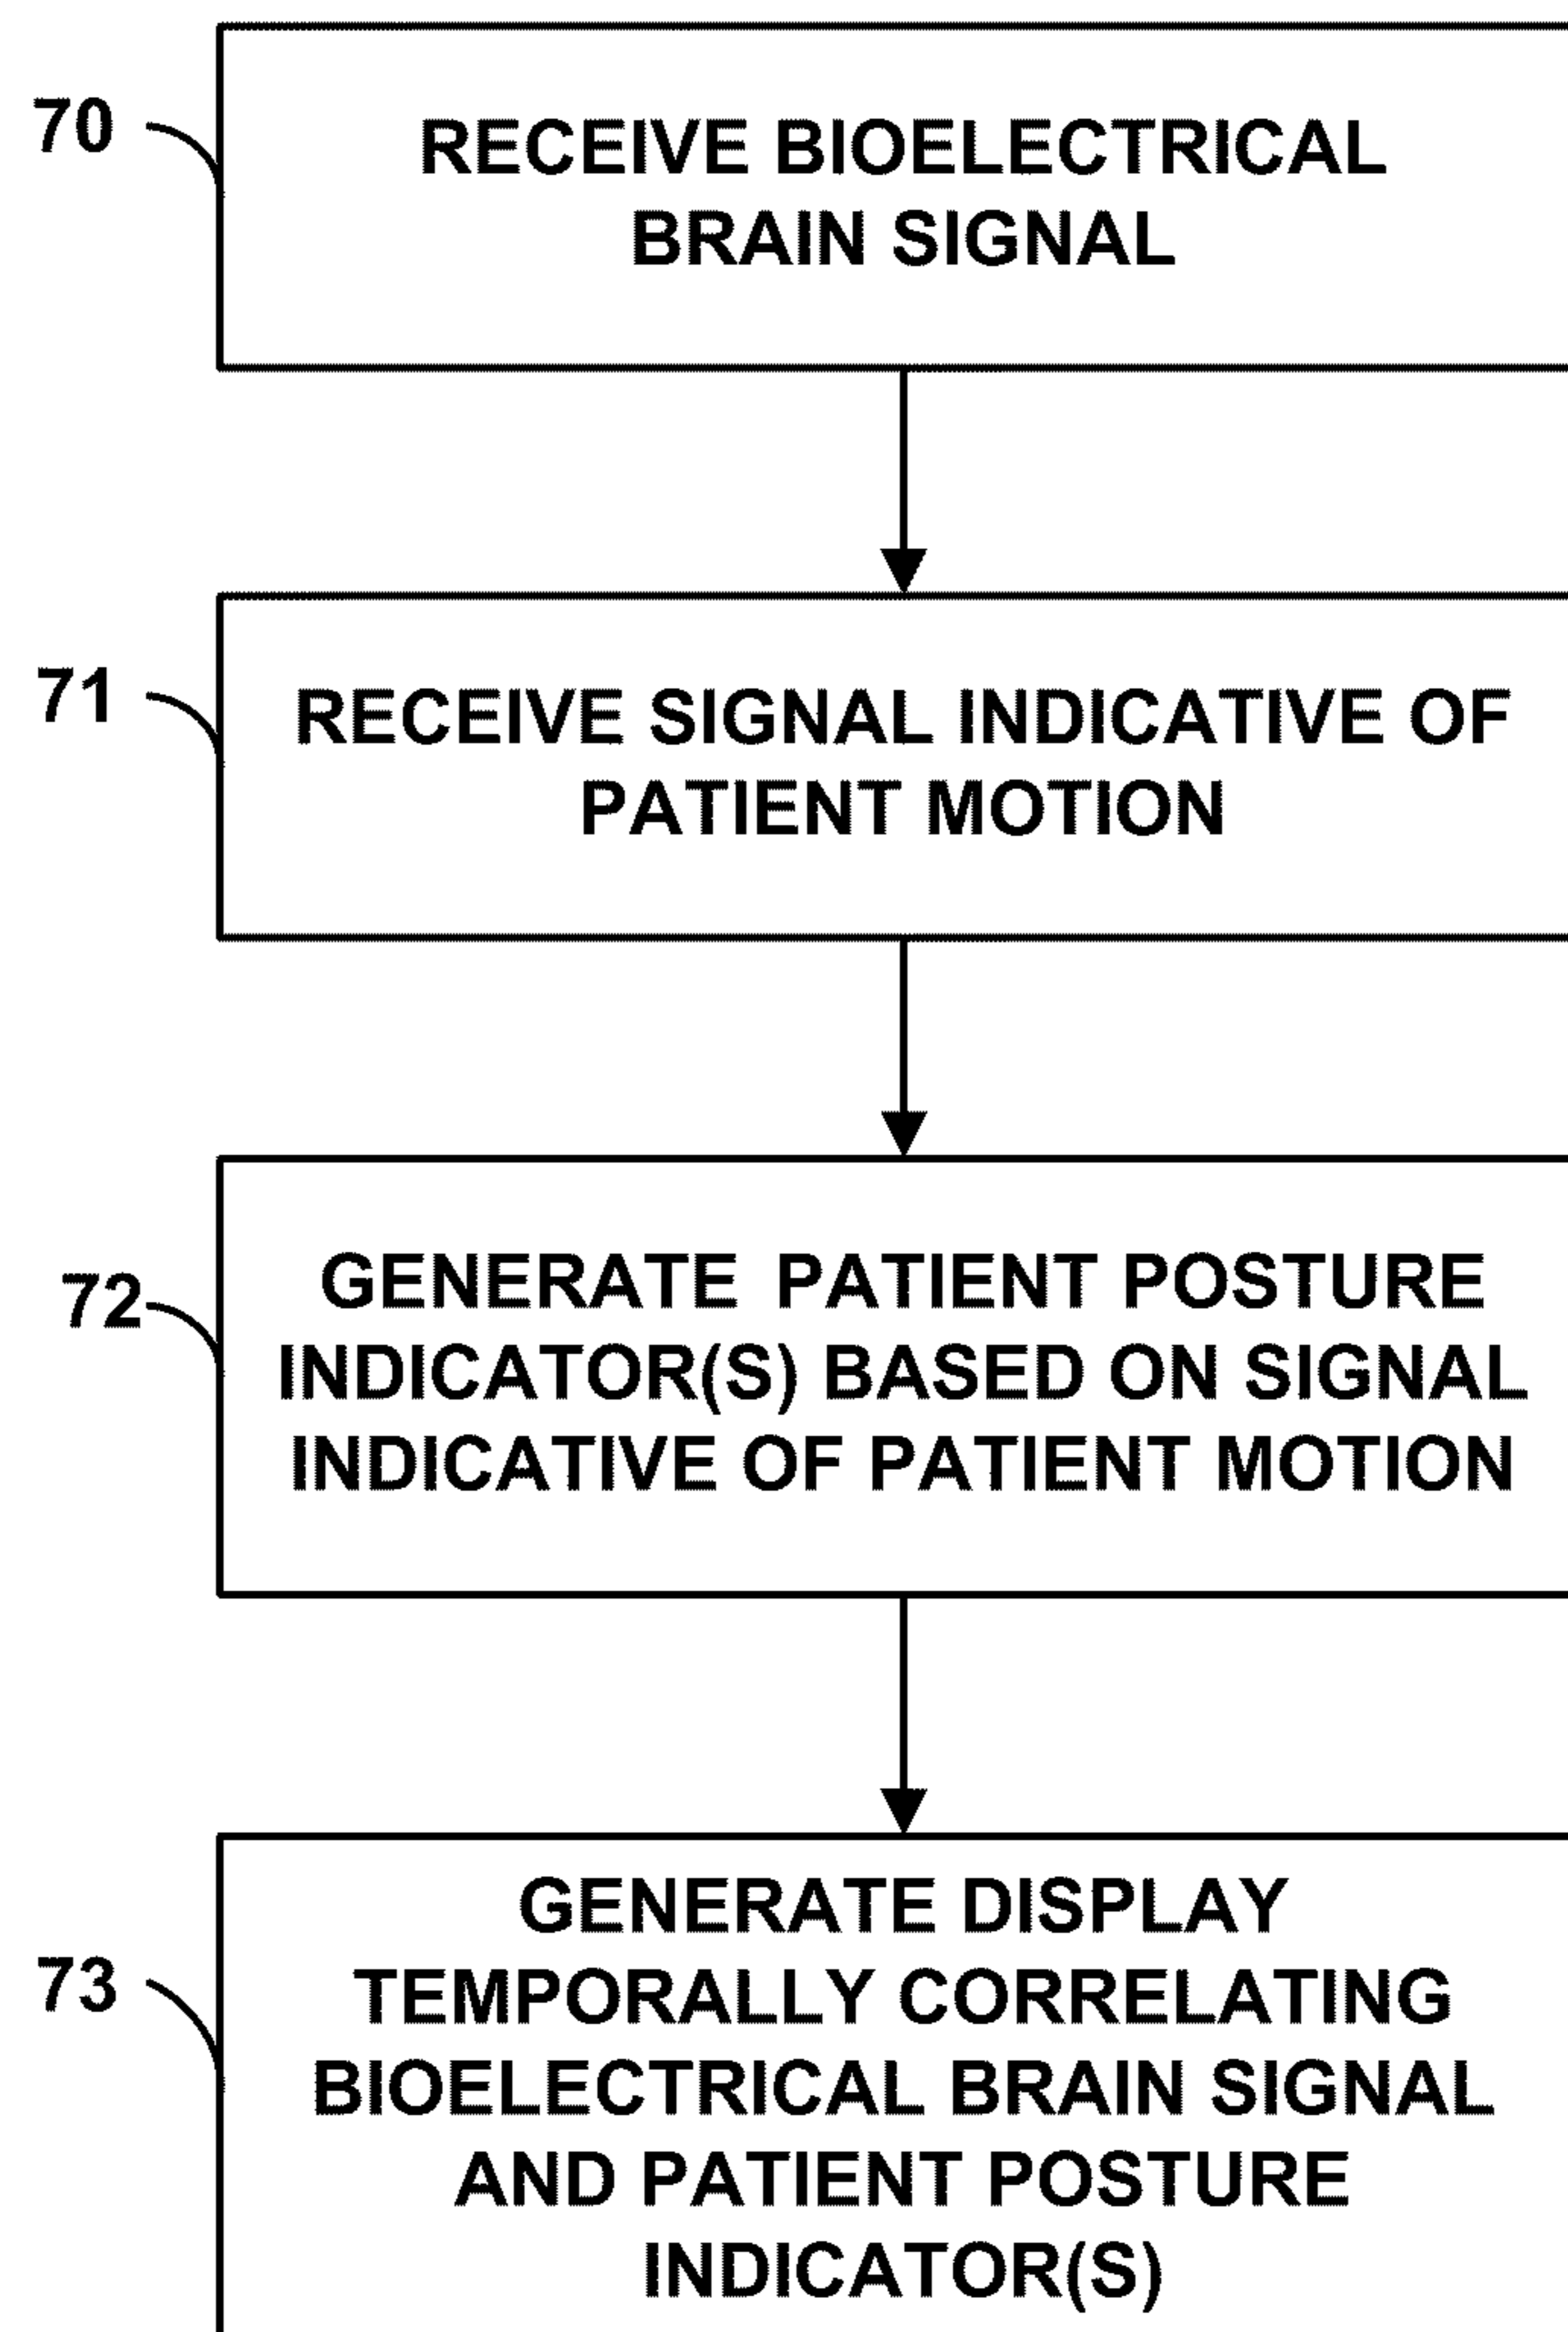 70
RECEIVE BIOELECTRICAL
BRAIN SIGNAL
71
RECEIVE SIGNAL INDICATIVE OF
PATIENT MOTION
72
GENERATE PATIENT POSTURE
INDICATOR(S) BASED ON SIGNAL
INDICATIVE OF PATIENT MOTION
73
GENERATE DISPLAY
TEMPORALLY CORRELATING
BIOELECTRICAL BRAIN SIGNAL
AND PATIENT POSTURE
INDICATOR(S)